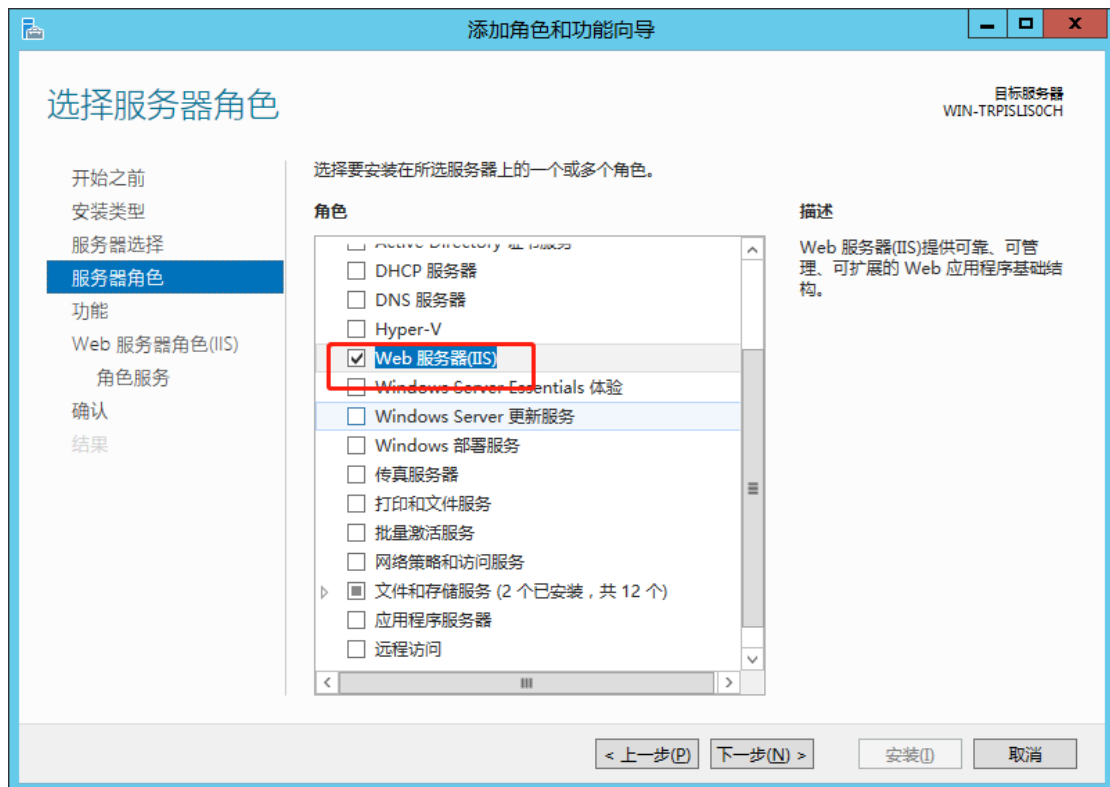 添加角色和功能向导
选择服务器角色
目标服务器
WIN-TRPISLIS0CH
开始之前
安装类型
服务器选择
服务器角色
功能
Web 服务器角色(IIS)
角色服务
确认
结果
选择要安装在所选服务器上的一个或多个角色。
角色
Active Directory 证书服务
DHCP 服务器
DNS 服务器
Hyper-V
Web 服务器(IIS)
Windows Server Essentials 体验
Windows Server 更新服务
Windows 部署服务
传真服务器
打印和文件服务
批量激活服务
网络策略和访问服务
文件和存储服务 (2 个已安装，共 12 个)
应用程序服务器
远程访问
描述
Web 服务器(IIS)提供可靠、可管
理、可扩展的 Web 应用程序基础结
构。
< 上一步(P)
下一步(N) >
安装(I)
取消